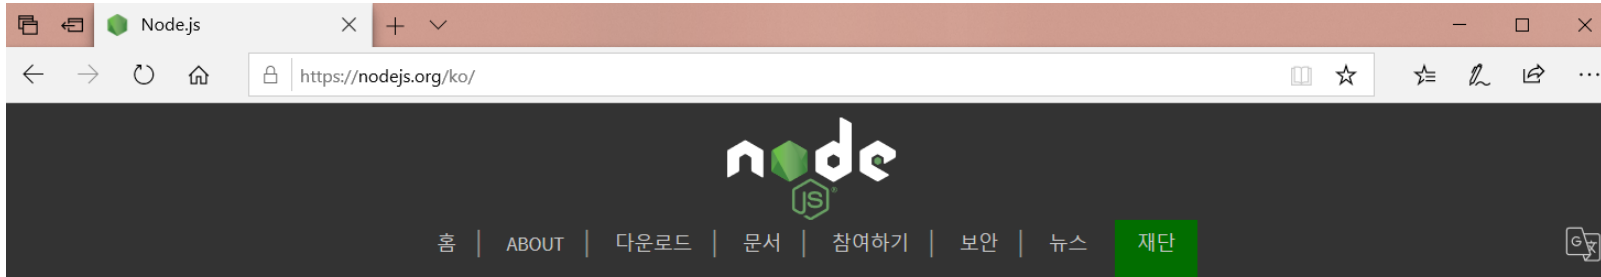 Node.js
https://nodejs.org/ko/
node
JS®
홈 | ABOUT | 다운로드 | 문서 | 참여하기 | 보안 | 뉴스 재단
G 文